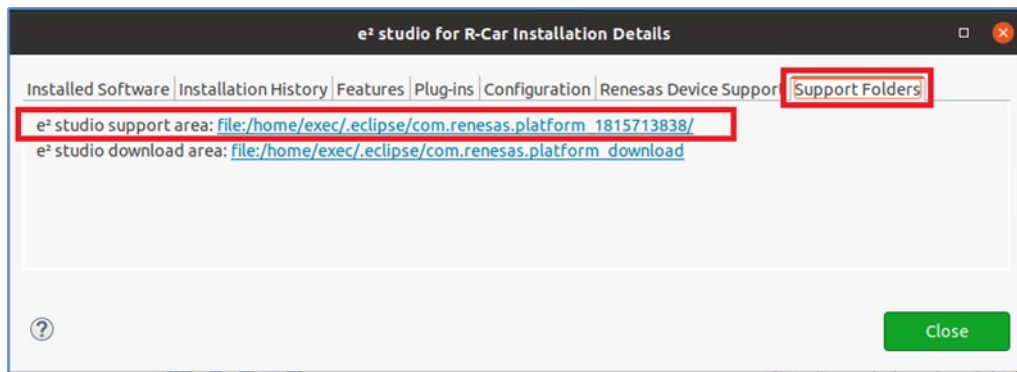 e² studio for R-Car Installation Details
Installed Software Installation History Features Plug-ins Configuration Renesas Device Support Support Folders
e² studio support area: file:/home/exec/.eclipse/com.renesas.platform_1815713838/
e² studio download area: file:/home/exec/.eclipse/com.renesas.platform_download
?
Close